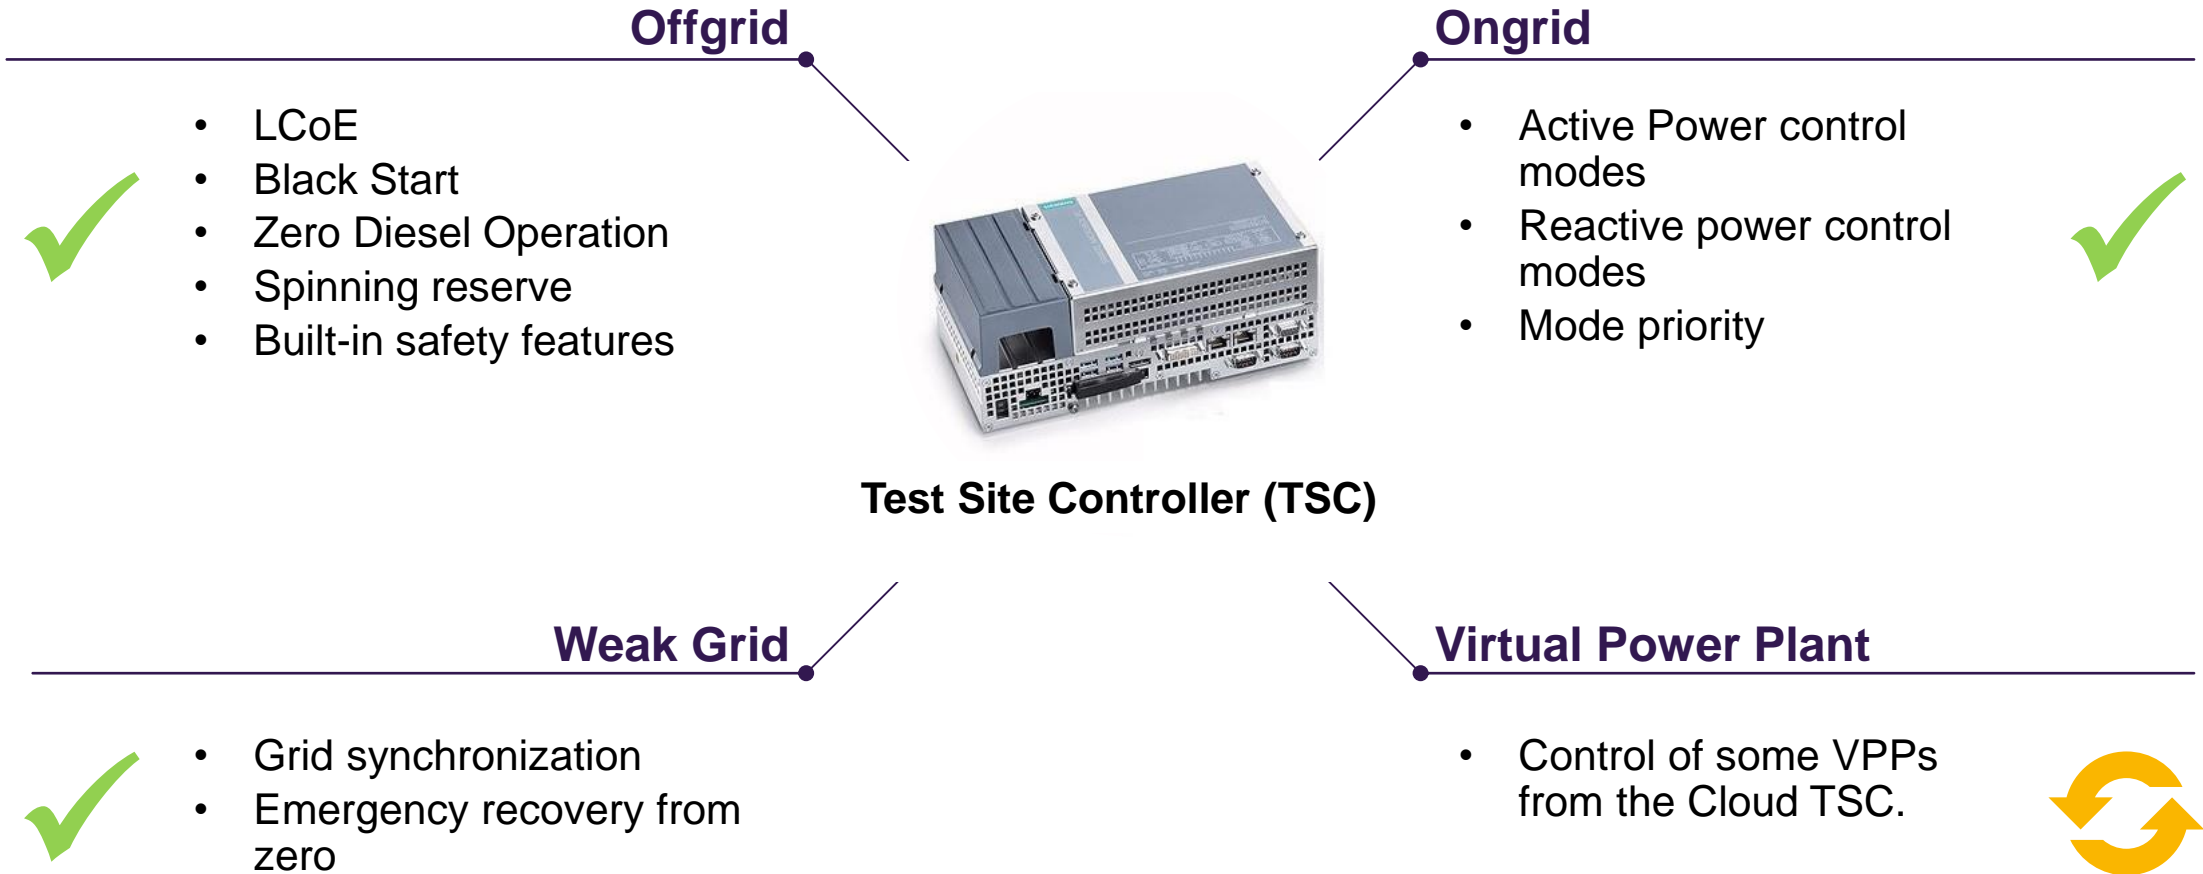 Offgrid
LCoE
Black Start
Zero Diesel Operation
Spinning reserve
Built-in safety features
Ongrid
Active Power control
modes
Reactive power control
modes
Mode priority
SIEMENS
Test Site Controller (TSC)
Weak Grid
Grid synchronization
Emergency recovery from
zero
Virtual Power Plant
Control of some VPPs
from the Cloud TSC.